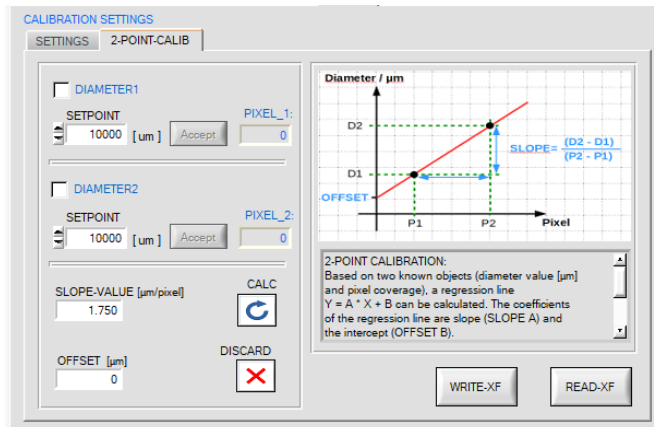 CALIBRATION SETTINGS
SETTINGS 2-POINT-CALIB
DIAMETER1
SETPOINT PIXEL_1:
10000 [um] Accept 0
DIAMETER2
SETPOINT PIXEL_2:
10000 [um] Accept 0
SLOPE-VALUE [µm/pixel] CALC
1.750
OFFSET [µm] DISCARD
0
Diameter / µm
D2
SLOPE= (D2 - D1)
(P2 - P1)
D1
OFFSET
P1 P2 Pixel
2-POINT CALIBRATION:
Based on two known objects (diameter value [µm]
and pixel coverage), a regression line
Y = A * X + B can be calculated. The coefficients
of the regression line are slope (SLOPE A) and
the intercept (OFFSET B).
WRITE-XF READ-XF